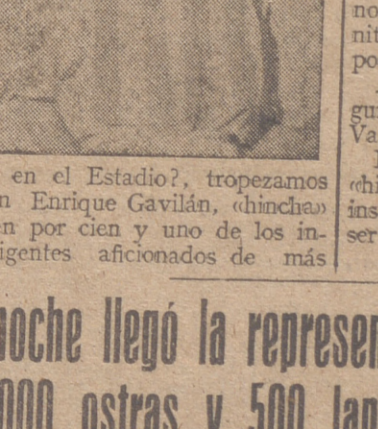 en el Estadio?, tropezamos
n Enrique Gavilán, «hincha»
n por cien y uno de los in-
igentes aficionados de más
no
nit
po
gu
Va
«hi
ins
ser
noche llegó la represen
000 ostras y 500 lan